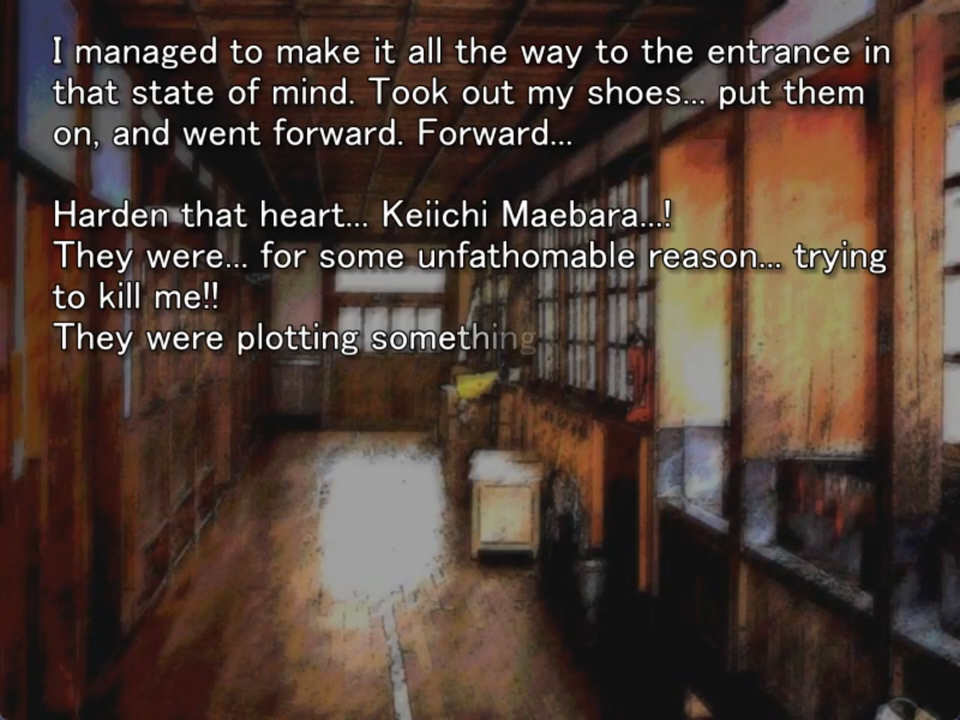 I managed to make it all the way to the entrance in
that state of mind. Took out my shoes... put them
on, and went forward. Forward...
Harden that heart... Keiichi Maebara...!
They were... for some unfathomable reason... trying
to kill me!!
They were plotting something